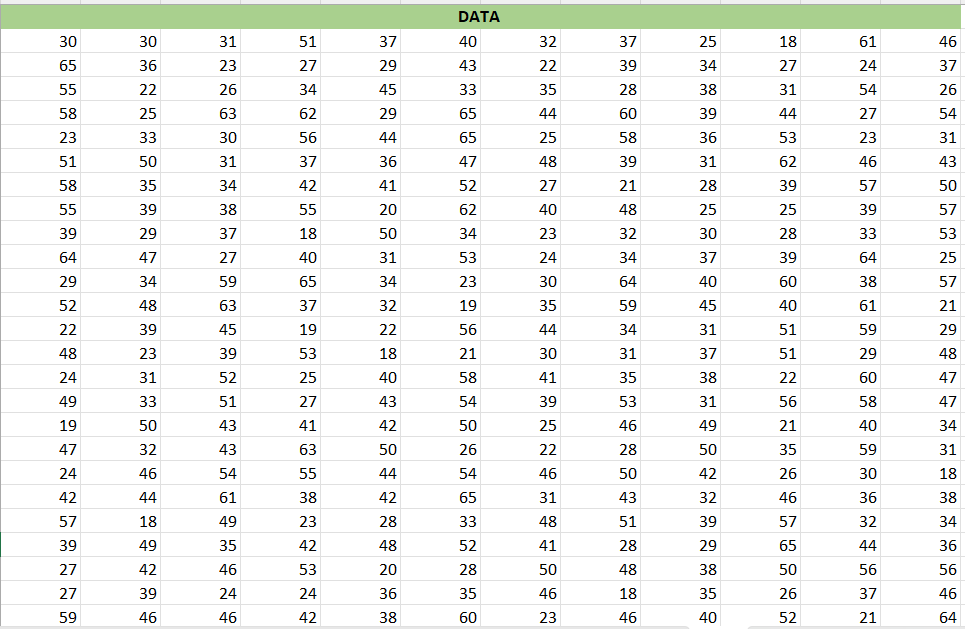 DATA
30 30 31 51 37 40 32 37 25 18 61 46
65 36 23 27 29 43 22 39 34 27 24 37
55 22 26 34 45 33 35 28 38 31 54 26
58 25 63 62 29 65 44 60 39 44 27 54
23 33 30 56 44 65 25 58 36 53 23 31
51 50 31 37 36 47 48 39 31 62 46 43
58 35 34 42 41 52 27 21 28 39 57 50
55 39 38 55 20 62 40 48 25 25 39 57
39 29 37 18 50 34 23 32 30 28 33 53
64 47 27 40 31 53 24 34 37 39 64 25
29 34 59 65 34 23 30 64 40 60 38 57
52 48 63 37 32 19 35 59 45 40 61 21
22 39 45 19 22 56 44 34 31 51 59 29
48 23 39 53 18 21 30 31 37 51 29 48
24 31 52 25 40 58 41 35 38 22 60 47
49 33 51 27 43 54 39 53 31 56 58 47
19 50 43 41 42 50 25 46 49 21 40 34
47 32 43 63 50 26 22 28 50 35 59 31
24 46 54 55 44 54 46 50 42 26 30 18
42 44 61 38 42 65 31 43 32 46 36 38
57 18 49 23 28 33 48 51 39 57 32 34
39 49 35 42 48 52 41 28 29 65 44 36
27 42 46 53 20 28 50 48 38 50 56 56
27 39 24 24 36 35 46 18 35 26 37 46
59 46 46 42 38 60 23 46 40 52 21 64